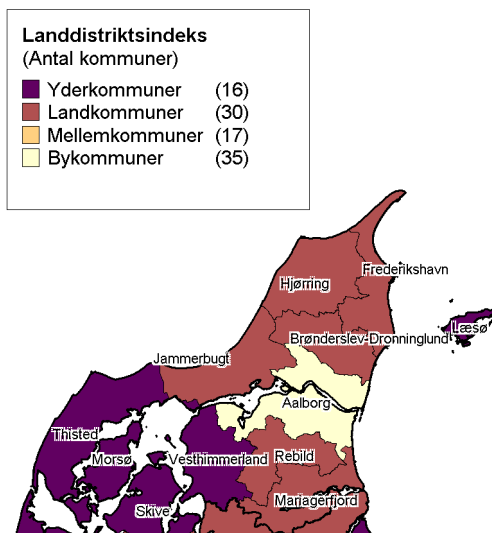 Landdistriktsindeks
(Antal kommuner)
Yderkommuner (16)
Landkommuner (30)
Mellemkommuner (17)
Bykommuner (35)
Frederikshavn
Hjørring
Læsø
Brønderslev-Dronninglund
Jammerbugt
Aalborg
Thisted
Morsø
Vesthimmerland
Rebild
Mariagerfjord
Skive